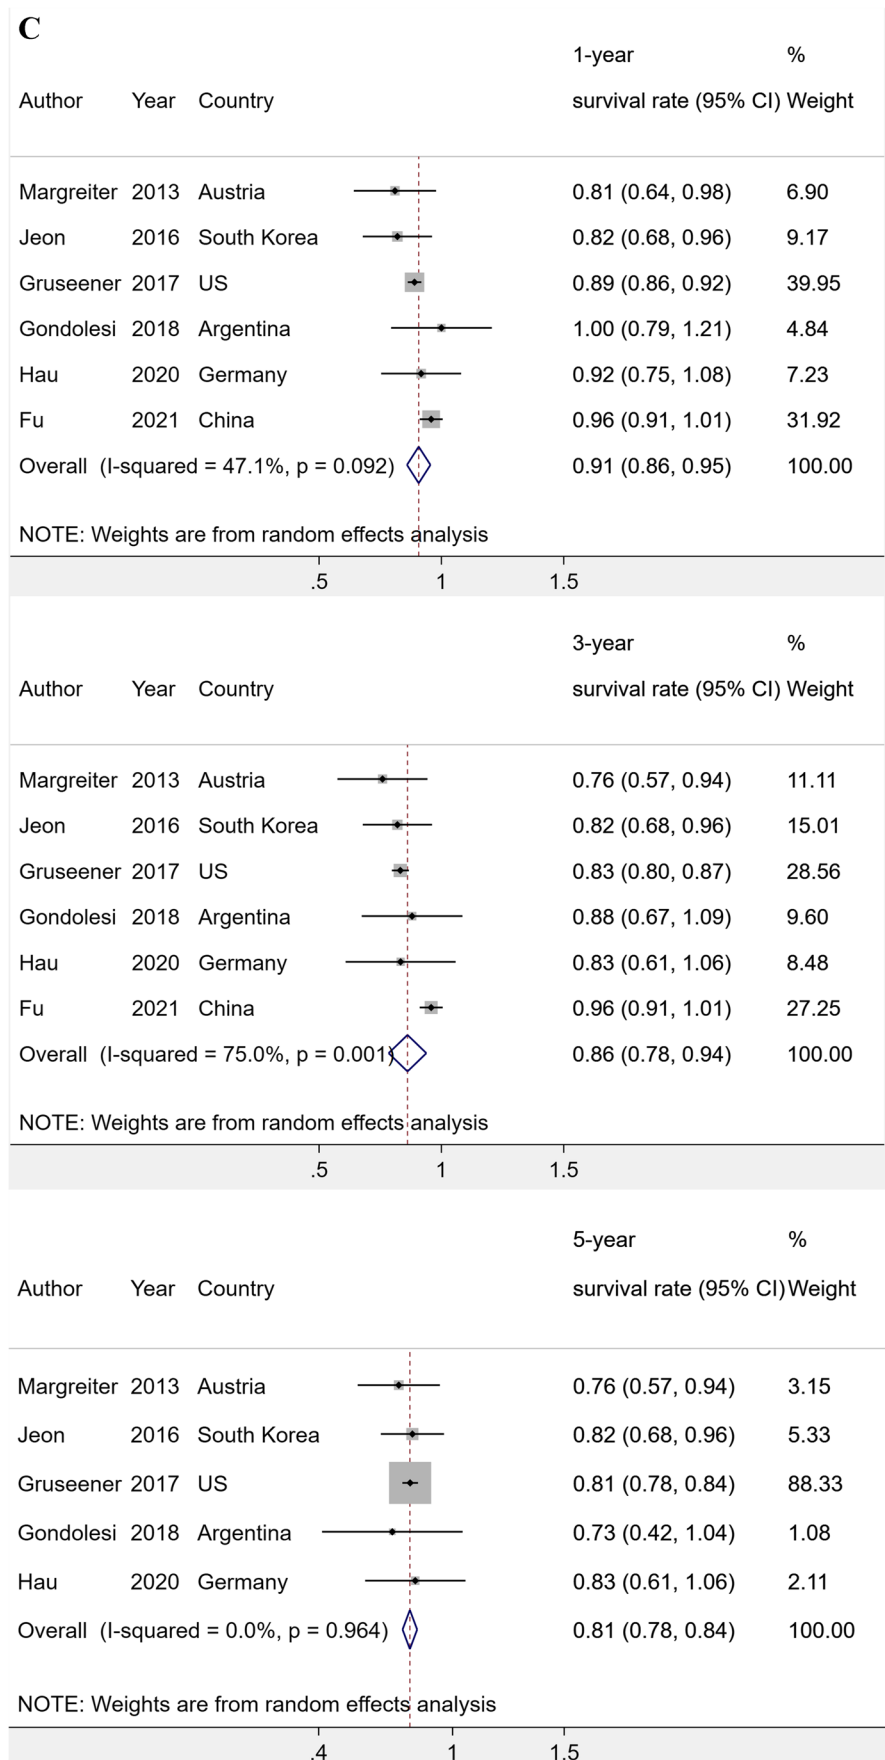 C
1-year %
Author Year Country survival rate (95% CI) Weight
Margreiter 2013 Austria 0.81 (0.64, 0.98) 6.90
Jeon 2016 South Korea 0.82 (0.68, 0.96) 9.17
Gruseener 2017 US 0.89 (0.86, 0.92) 39.95
Gondolesi 2018 Argentina 1.00 (0.79, 1.21) 4.84
Hau 2020 Germany 0.92 (0.75, 1.08) 7.23
Fu 2021 China 0.96 (0.91, 1.01) 31.92
Overall (I-squared = 47.1%, p = 0.092) 0.91 (0.86, 0.95) 100.00
NOTE: Weights are from random effects analysis
.5 1 1.5
3-year %
Author Year Country survival rate (95% CI) Weight
Margreiter 2013 Austria 0.76 (0.57, 0.94) 11.11
Jeon 2016 South Korea 0.82 (0.68, 0.96) 15.01
Gruseener 2017 US 0.83 (0.80, 0.87) 28.56
Gondolesi 2018 Argentina 0.88 (0.67, 1.09) 9.60
Hau 2020 Germany 0.83 (0.61, 1.06) 8.48
Fu 2021 China 0.96 (0.91, 1.01) 27.25
Overall (I-squared = 75.0%, p = 0.001) 0.86 (0.78, 0.94) 100.00
NOTE: Weights are from random effects analysis
.5 1 1.5
5-year %
Author Year Country survival rate (95% CI) Weight
Margreiter 2013 Austria 0.76 (0.57, 0.94) 3.15
Jeon 2016 South Korea 0.82 (0.68, 0.96) 5.33
Gruseener 2017 US 0.81 (0.78, 0.84) 88.33
Gondolesi 2018 Argentina 0.73 (0.42, 1.04) 1.08
Hau 2020 Germany 0.83 (0.61, 1.06) 2.11
Overall (I-squared = 0.0%, p = 0.964) 0.81 (0.78, 0.84) 100.00
NOTE: Weights are from random effects analysis
.4 1 1.5